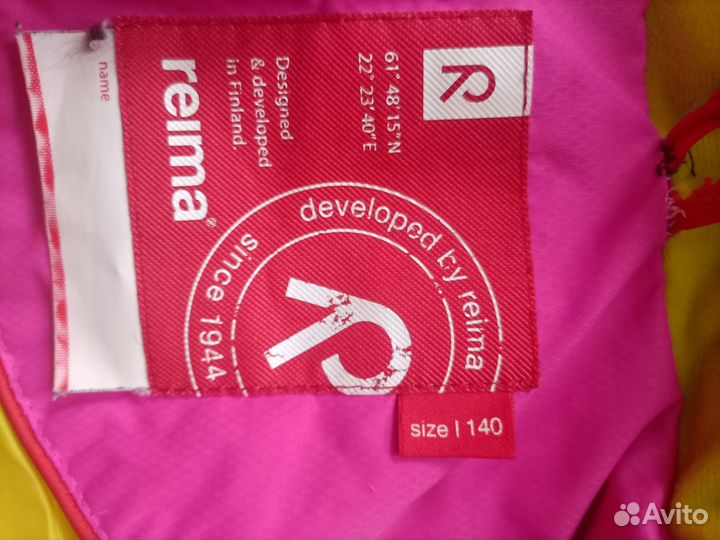 61° 48'15"N
22° 23'40"E
Designed
& developed
in Finland.
reima®
name
developed by reima
since 1944
size | 140
Avito